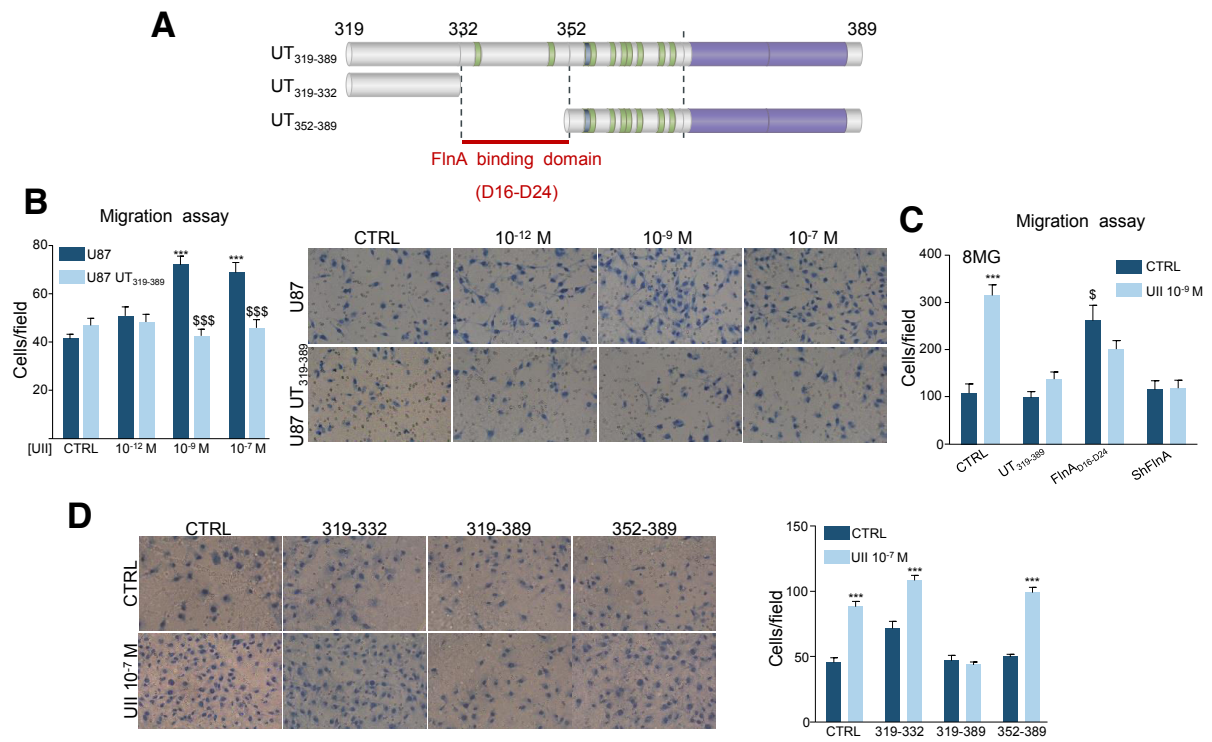 A
319 332 352 389
UT319-389
UT319-332
UT352-389
FlnA binding domain
(D16-D24)
B
Migration assay
U87
U87 UT319-389
Cells/field
80
60
40
20
*** ***
$$$ $$$
[UII] CTRL 10-12 M 10-9 M 10-7 M
CTRL 10-12 M 10-9 M 10-7 M
U87
U87 UT319-389
C
Migration assay
8MG
CTRL
UII 10-9 M
Cells/field
400
300
200
100
0
***
$
CTRL UT319-389 FlnAD16-D24 ShFlnA
D
CTRL 319-332 319-389 352-389
CTRL
UII 10-7 M
CTRL
UII 10-7 M
Cells/field
150
100
50
0
*** *** ***
CTRL 319-332 319-389 352-389